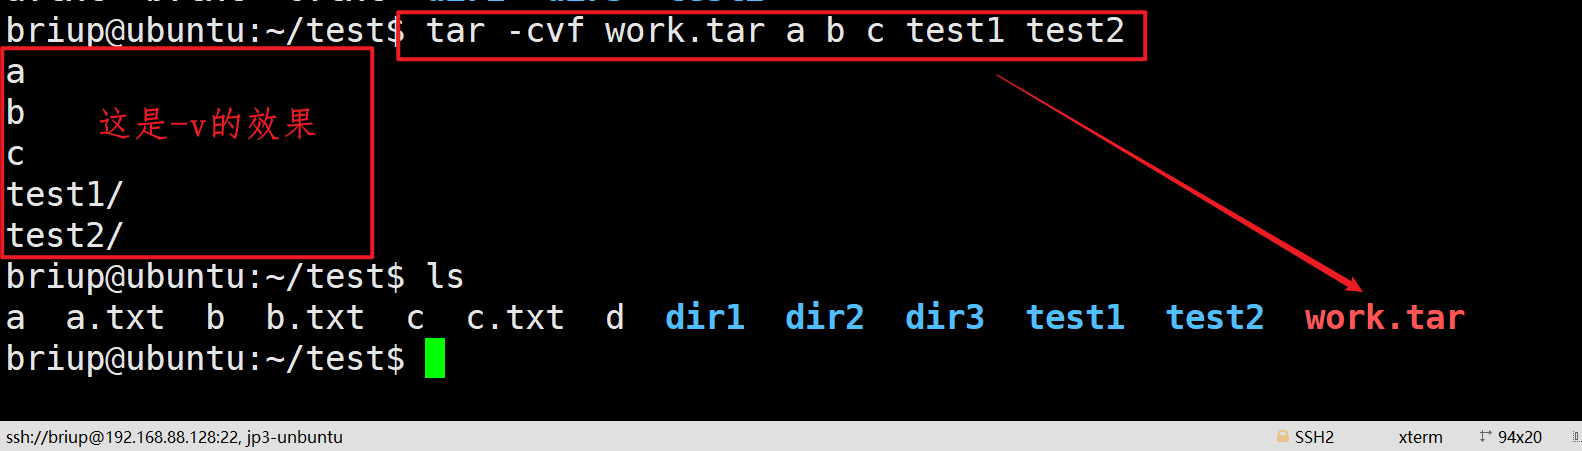 briup@ubuntu:~/test$ tar -cvf work.tar a b c test1 test2
a
b
这是-v的效果
c
test1/
test2/
briup@ubuntu:~/test$ ls
a a.txt b b.txt c c.txt d dir1 dir2 dir3 test1 test2 work.tar
briup@ubuntu:~/test$
ssh://briup@192.168.88.128:22, jp3-unbuntu SSH2 xterm 94x20